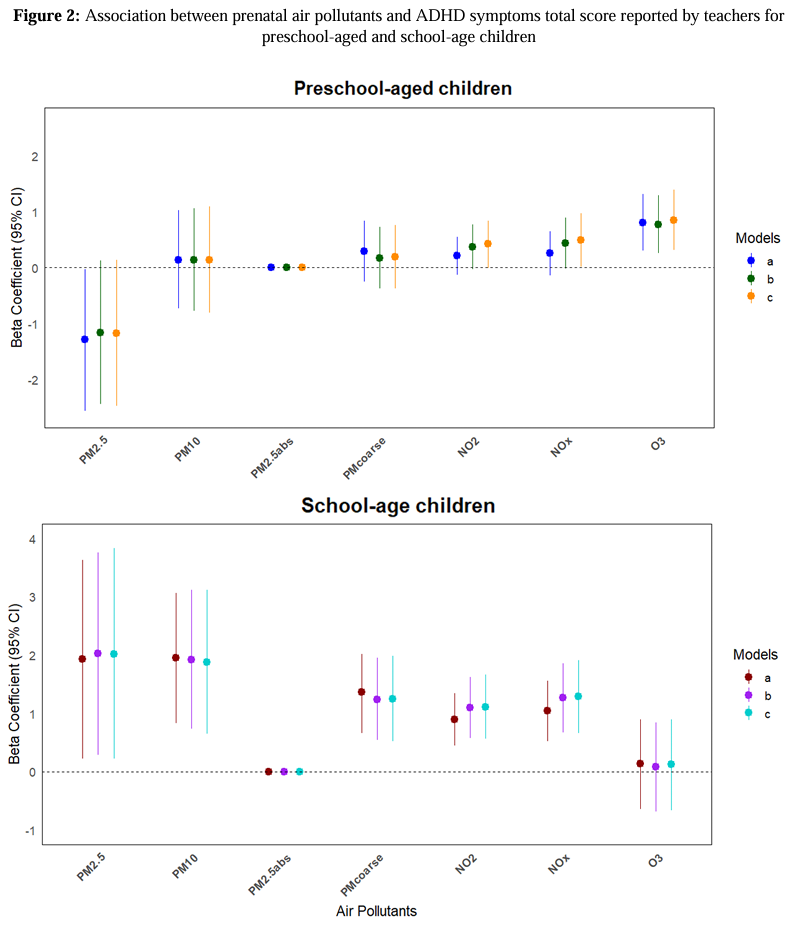 Figure 2: Association between prenatal air pollutants and ADHD symptoms total score reported by teachers for
preschool-aged and school-age children
Preschool-aged children
Beta Coefficient (95% CI)
2
1
0
-1
-2
PM2.5
PM10
PM2.5abs
PMcoarse
NO2
NOx
O3
Models
a
b
c
School-age children
Beta Coefficient (95% CI)
4
3
2
1
0
-1
PM2.5
PM10
PM2.5abs
PMcoarse
NO2
NOx
O3
Air Pollutants
Models
a
b
c